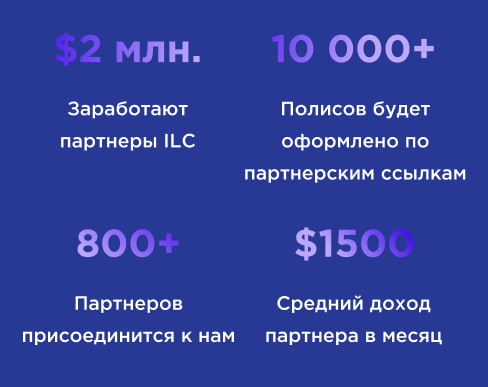 $2 млн.
Заработают
партнеры ILC
10 000+
Полисов будет
оформлено по
партнерским ссылкам
800+
Партнеров
присоединится к нам
$1500
Средний доход
партнера в месяц